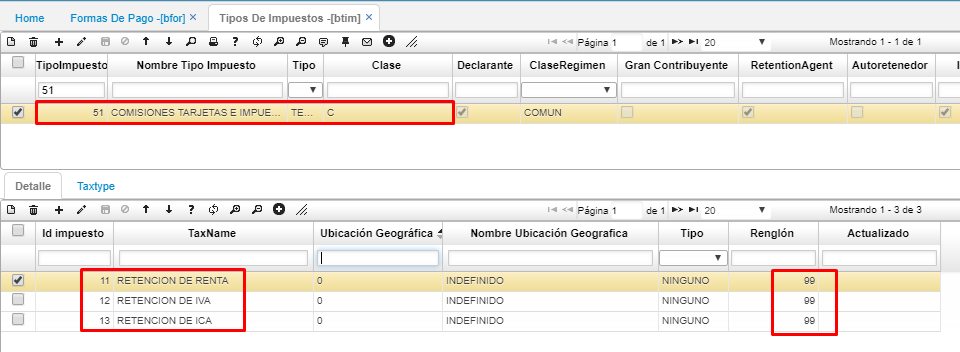 Home Formas De Pago -[bfor] × Tipos De Impuestos -[btim] ×
Página 1 de 1 20 Mostrando 1 - 1 de 1
TipoImpuesto Nombre Tipo Impuesto Tipo Clase Declarante ClaseRegimen Gran Contribuyente RetentionAgent Autoretenedor I
51
51 COMISIONES TARJETAS E IMPUE... TE... C COMUN
Detalle Taxtype
Página 1 de 1 20 Mostrando 1 - 3 de 3
Id impuesto TaxName Ubicación Geográfica Nombre Ubicación Geografica Tipo Renglón Actualizado
11 RETENCION DE RENTA 0 INDEFINIDO NINGUNO 99
12 RETENCION DE IVA 0 INDEFINIDO NINGUNO 99
13 RETENCION DE ICA 0 INDEFINIDO NINGUNO 99